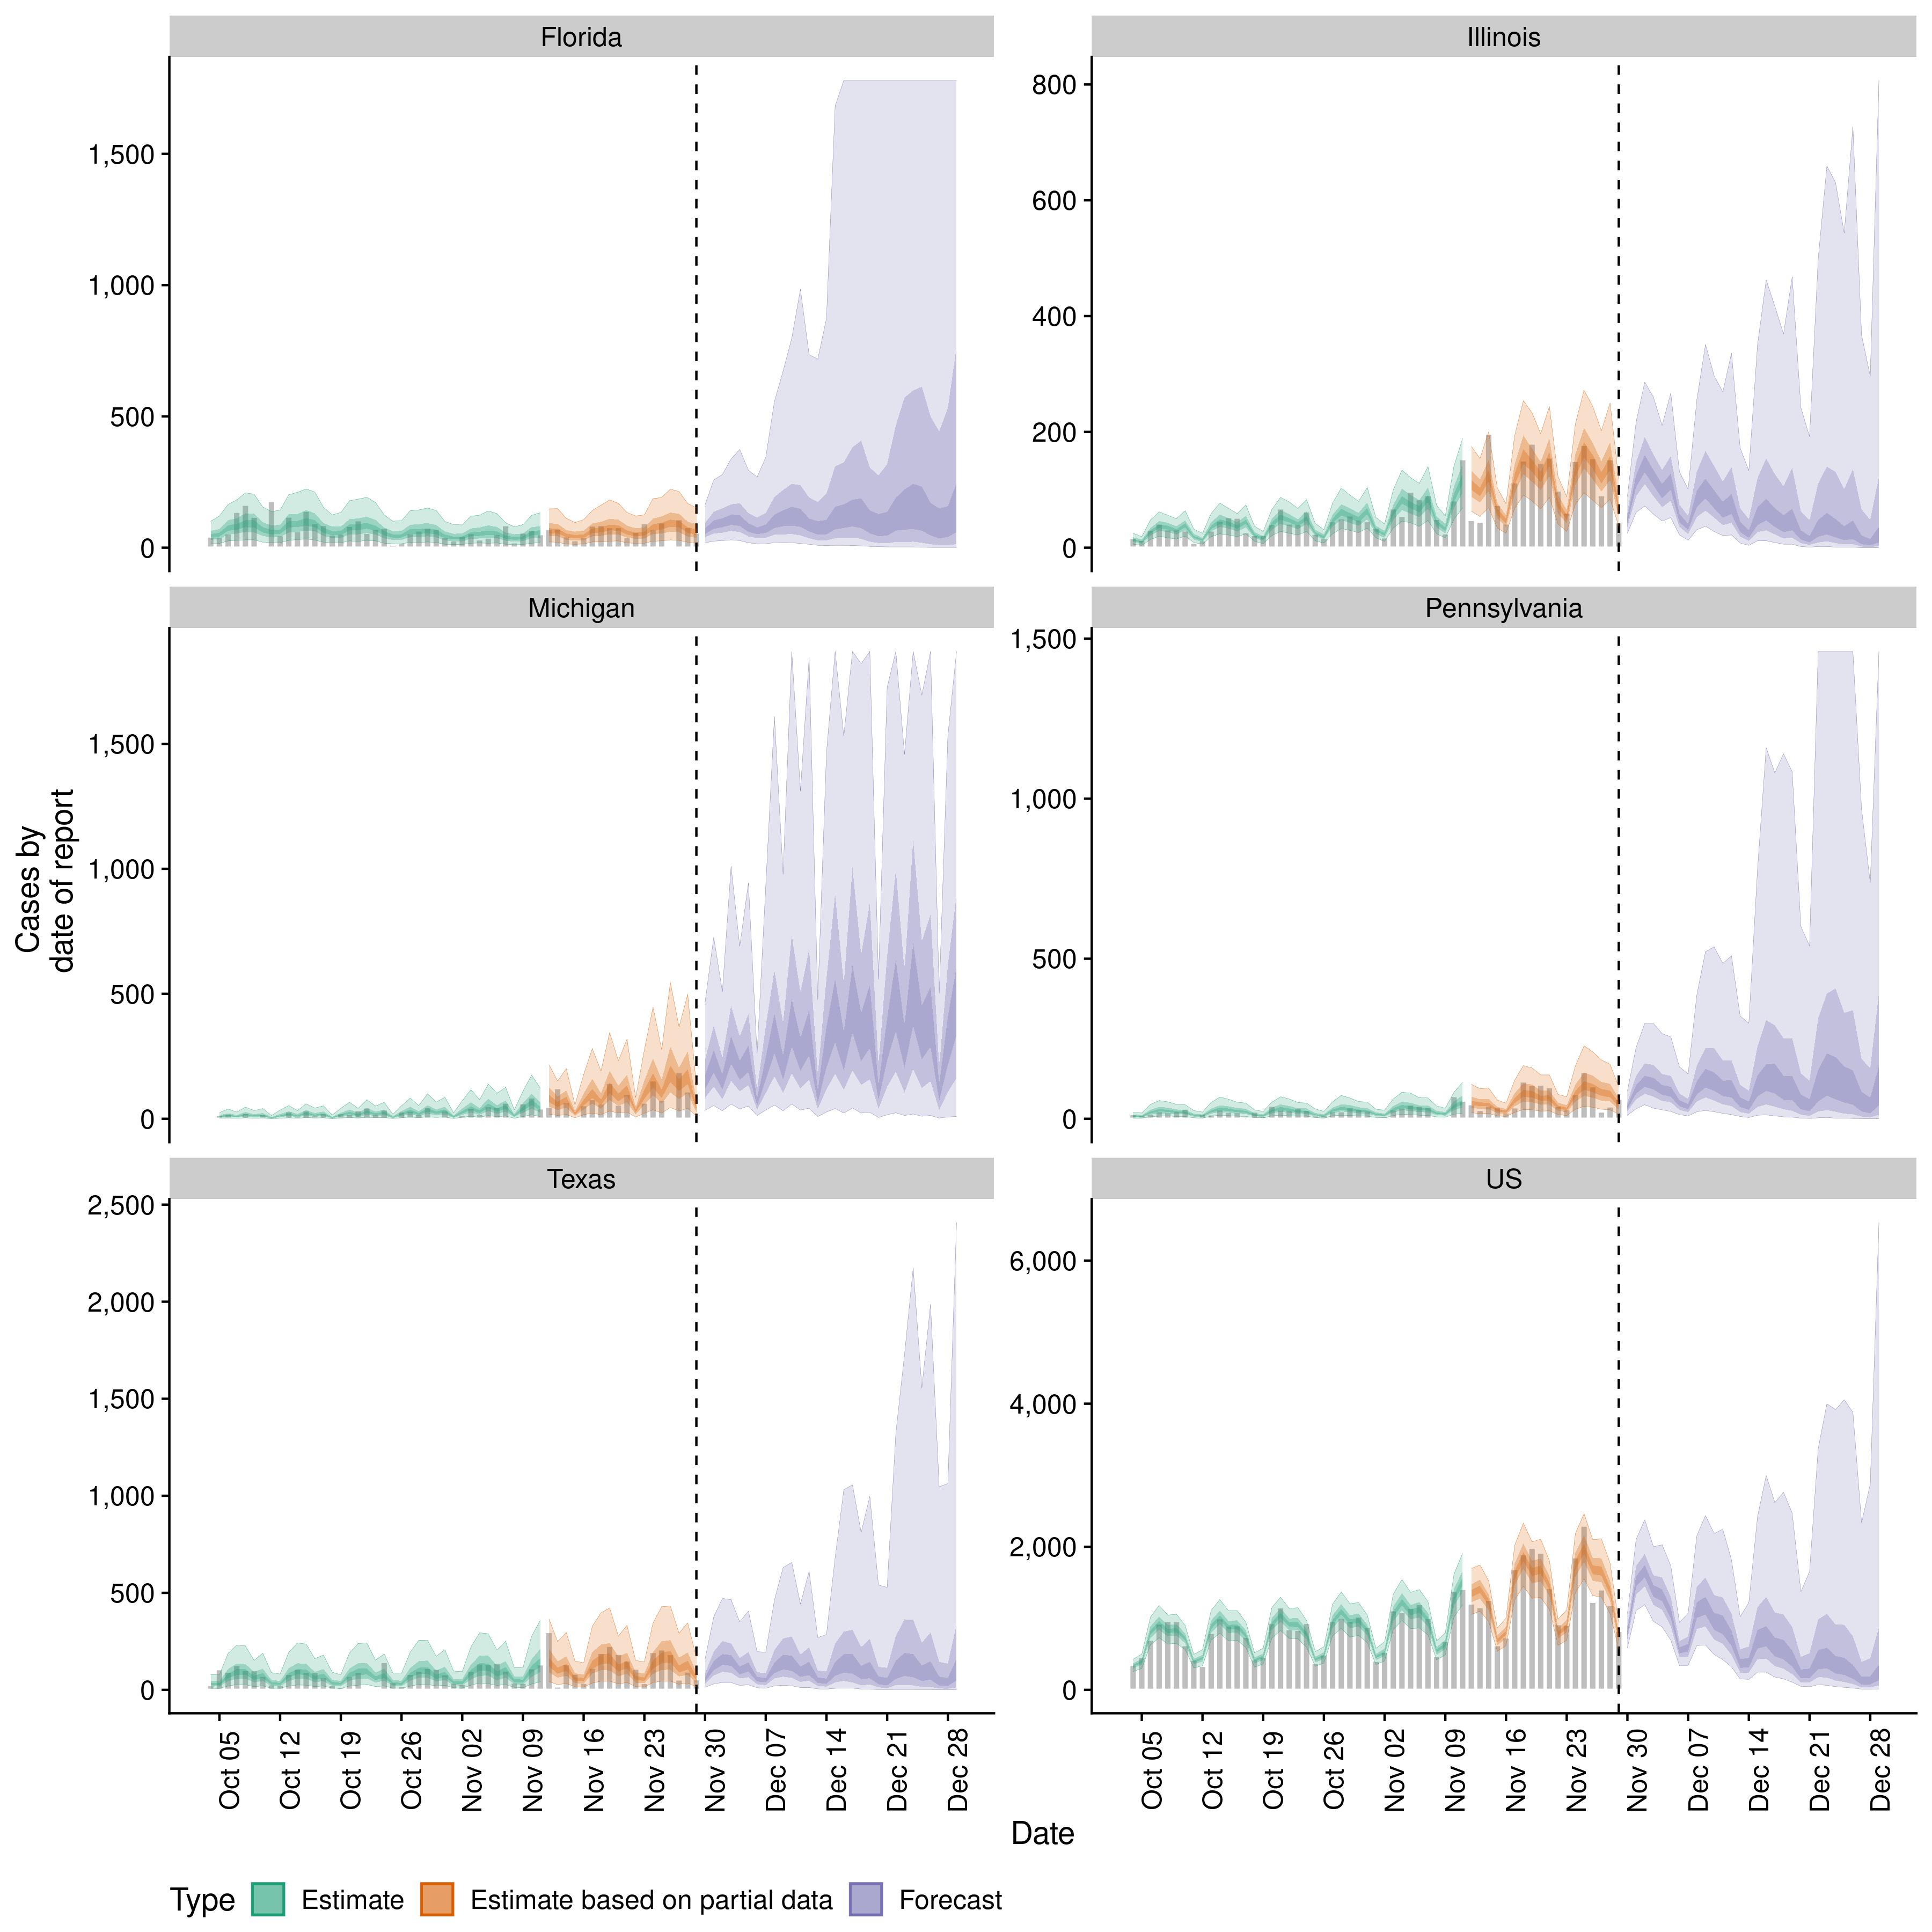 Florida
Illinois
1,500
1,000
500
0
800
600
400
200
0
Michigan
Pennsylvania
1,500
1,000
500
0
1,500
1,000
500
0
Cases by
date of report
Texas
US
2,500
2,000
1,500
1,000
500
0
6,000
4,000
2,000
0
Oct 05
Oct 12
Oct 19
Oct 26
Nov 02
Nov 09
Nov 16
Nov 23
Nov 30
Dec 07
Dec 14
Dec 21
Dec 28
Oct 05
Oct 12
Oct 19
Oct 26
Nov 02
Nov 09
Nov 16
Nov 23
Nov 30
Dec 07
Dec 14
Dec 21
Dec 28
Date
Type Estimate Estimate based on partial data Forecast